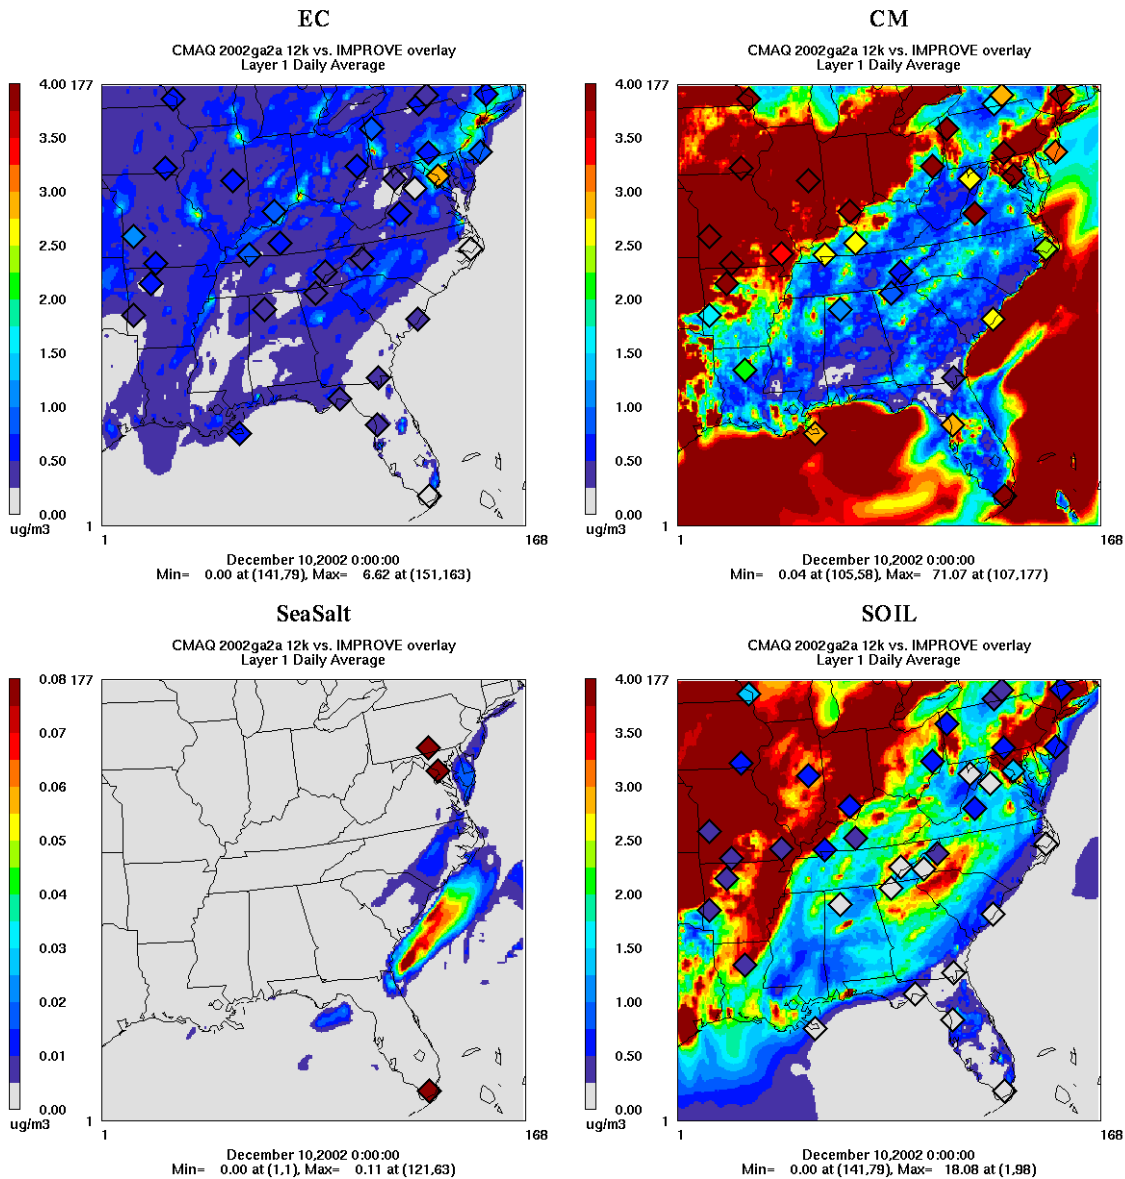 EC
CMAQ 2002ga2a 12k vs. IMPROVE overlay
Layer 1 Daily Average
4.00 177
3.50
3.00
2.50
2.00
1.50
1.00
0.50
0.00
ug/m3
1
1 168
December 10,2002 0:00:00
Min= 0.00 at (141,79), Max= 6.62 at (151,163)
CM
CMAQ 2002ga2a 12k vs. IMPROVE overlay
Layer 1 Daily Average
4.00 177
3.50
3.00
2.50
2.00
1.50
1.00
0.50
0.00
ug/m3
1
1 168
December 10,2002 0:00:00
Min= 0.04 at (105,58), Max= 71.07 at (107,177)
SeaSalt
CMAQ 2002ga2a 12k vs. IMPROVE overlay
Layer 1 Daily Average
0.08 177
0.07
0.06
0.05
0.04
0.03
0.02
0.01
0.00
ug/m3
1
1 168
December 10,2002 0:00:00
Min= 0.00 at (1,1), Max= 0.11 at (121,63)
SOIL
CMAQ 2002ga2a 12k vs. IMPROVE overlay
Layer 1 Daily Average
4.00 177
3.50
3.00
2.50
2.00
1.50
1.00
0.50
0.00
ug/m3
1
1 168
December 10,2002 0:00:00
Min= 0.00 at (141,79), Max= 18.08 at (1,98)